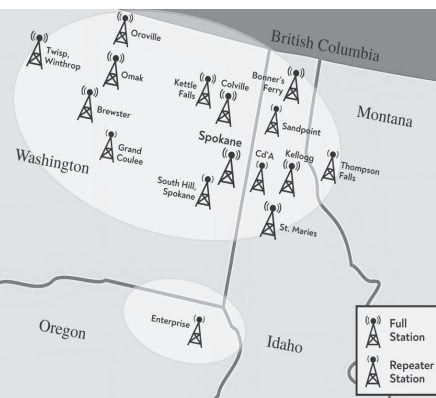 British Columbia
Oroville
Twisp,
Winthrop
Omak
Kettle
Falls
Colville
Bonner's
Ferry
Montana
Brewster
Sandpoint
Spokane
Grand
Coulee
Washington
Cd'A
Kellogg
Thompson
Falls
South Hill,
Spokane
St. Maries
Enterprise
Oregon
Idaho
Full
Station
Repeater
Station